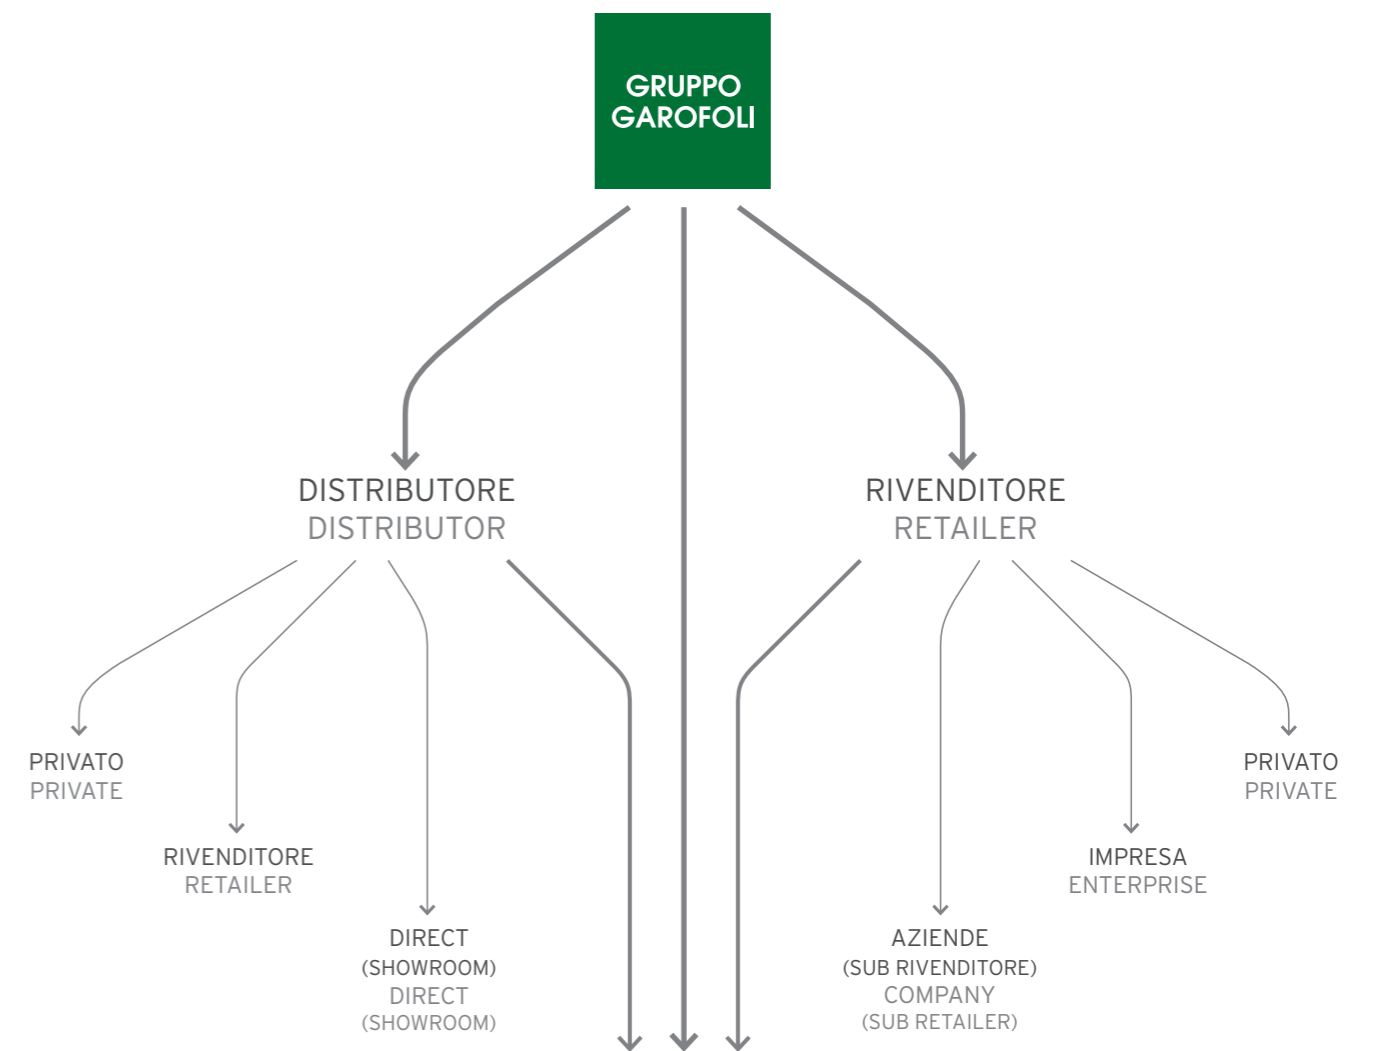 GRUPPO
GAROFOLI
DISTRIBUTORE
DISTRIBUTOR
RIVENDITORE
RETAILER
PRIVATO
PRIVATE
RIVENDITORE
RETAILER
DIRECT
(SHOWROOM)
DIRECT
(SHOWROOM)
AZIENDE
(SUB RIVENDITORE)
COMPANY
(SUB RETAILER)
IMPRESA
ENTERPRISE
PRIVATO
PRIVATE